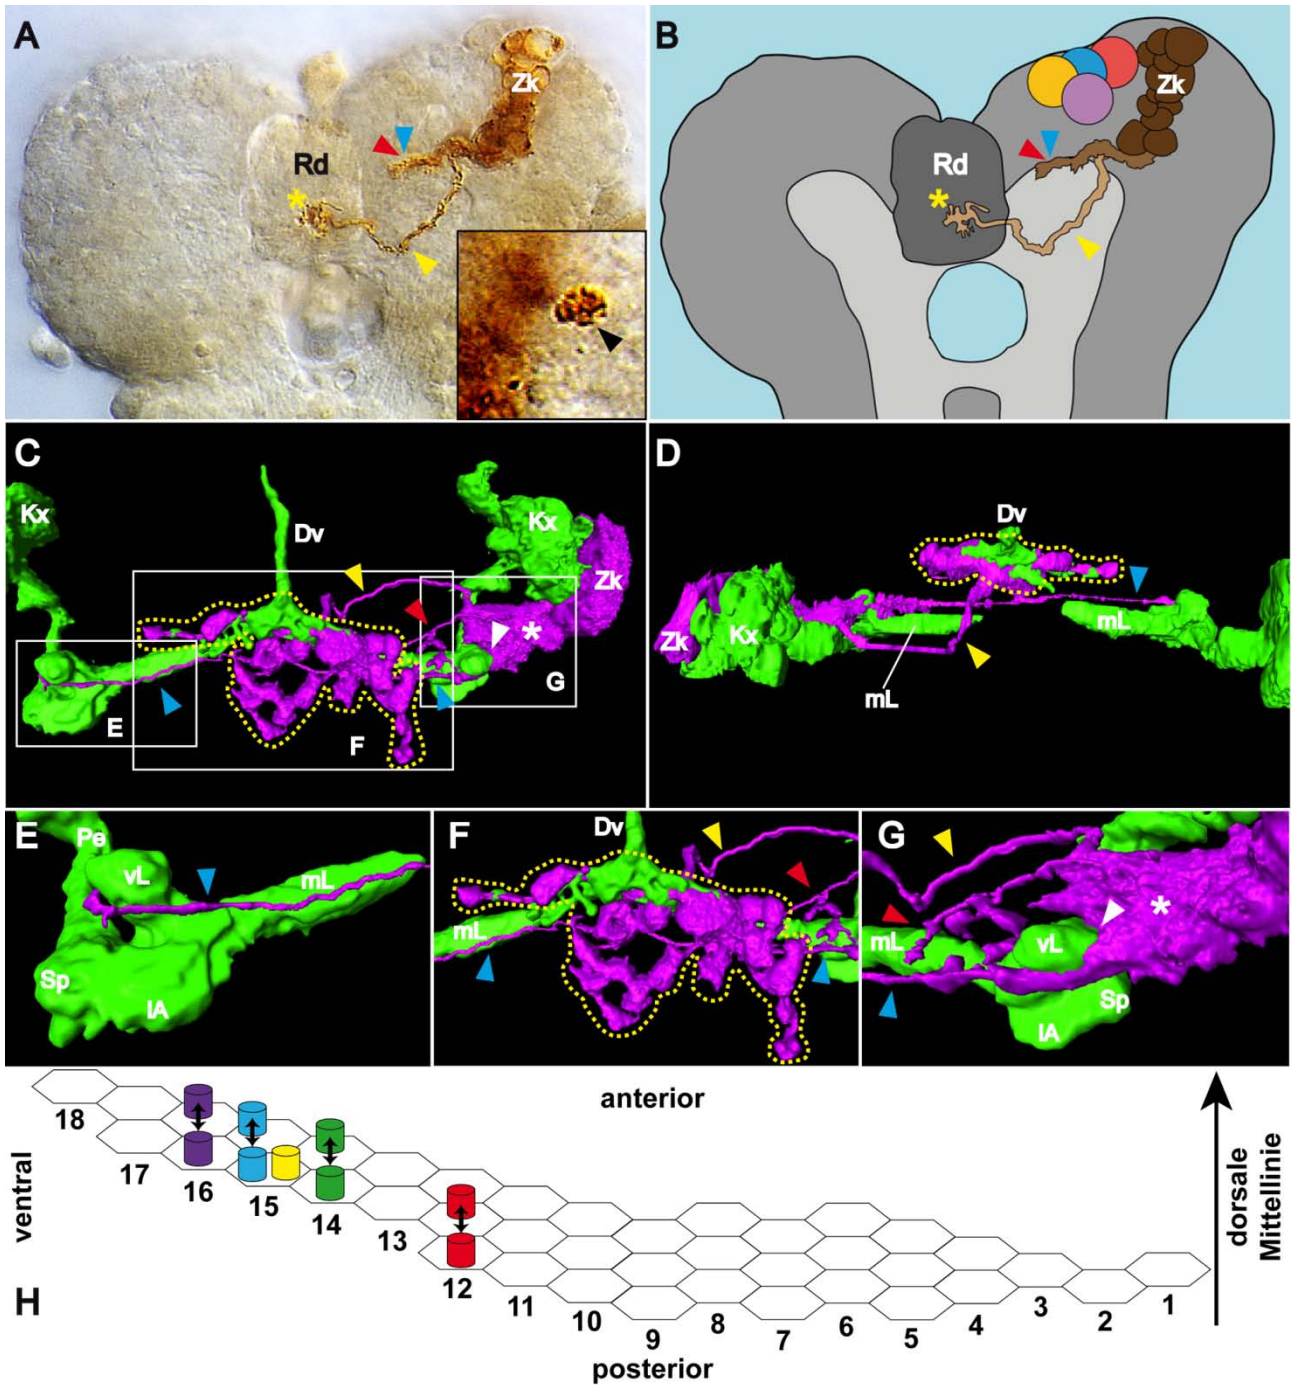 A
Zk
Rd
*
B
Zk
Rd
*
C
Kx
Dv
Kx
Zk
*
E
F
G
D
Dv
Zk
Kx
mL
mL
E
Pe
vL
mL
Sp
lA
F
Dv
mL
G
*
mL
vL
Sp
lA
H
anterior
ventral
dorsale
Mittellinie
18
17
16
15
14
13
12
11
10
9
8
7
6
5
4
3
2
1
posterior